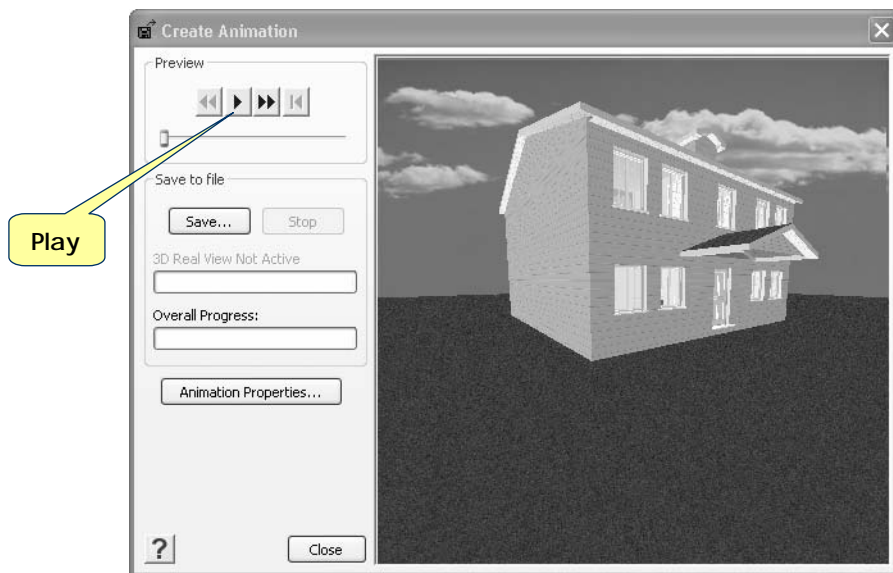 Create Animation
Preview
Save to file
Save...
Stop
Play
3D Real View Not Active
Overall Progress:
Animation Properties...
?
Close